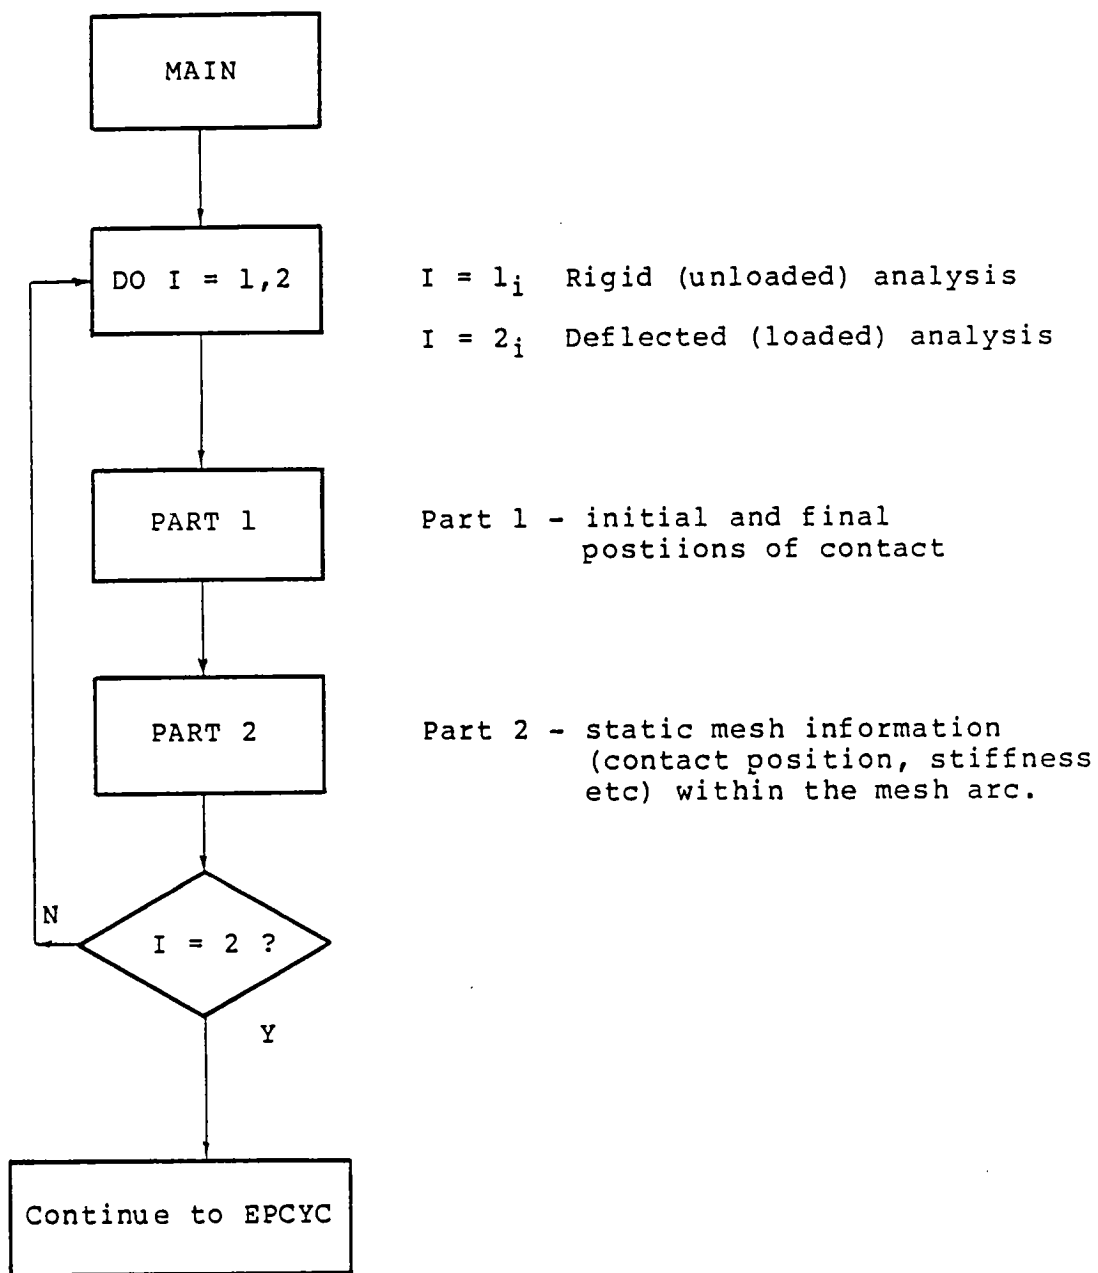 MAIN
DO I = 1,2
I = 1i Rigid (unloaded) analysis
I = 2i Deflected (loaded) analysis
PART 1
Part 1 - initial and final
postiions of contact
PART 2
Part 2 - static mesh information
(contact position, stiffness
etc) within the mesh arc.
N
I = 2 ?
Y
Continue to EPCYC